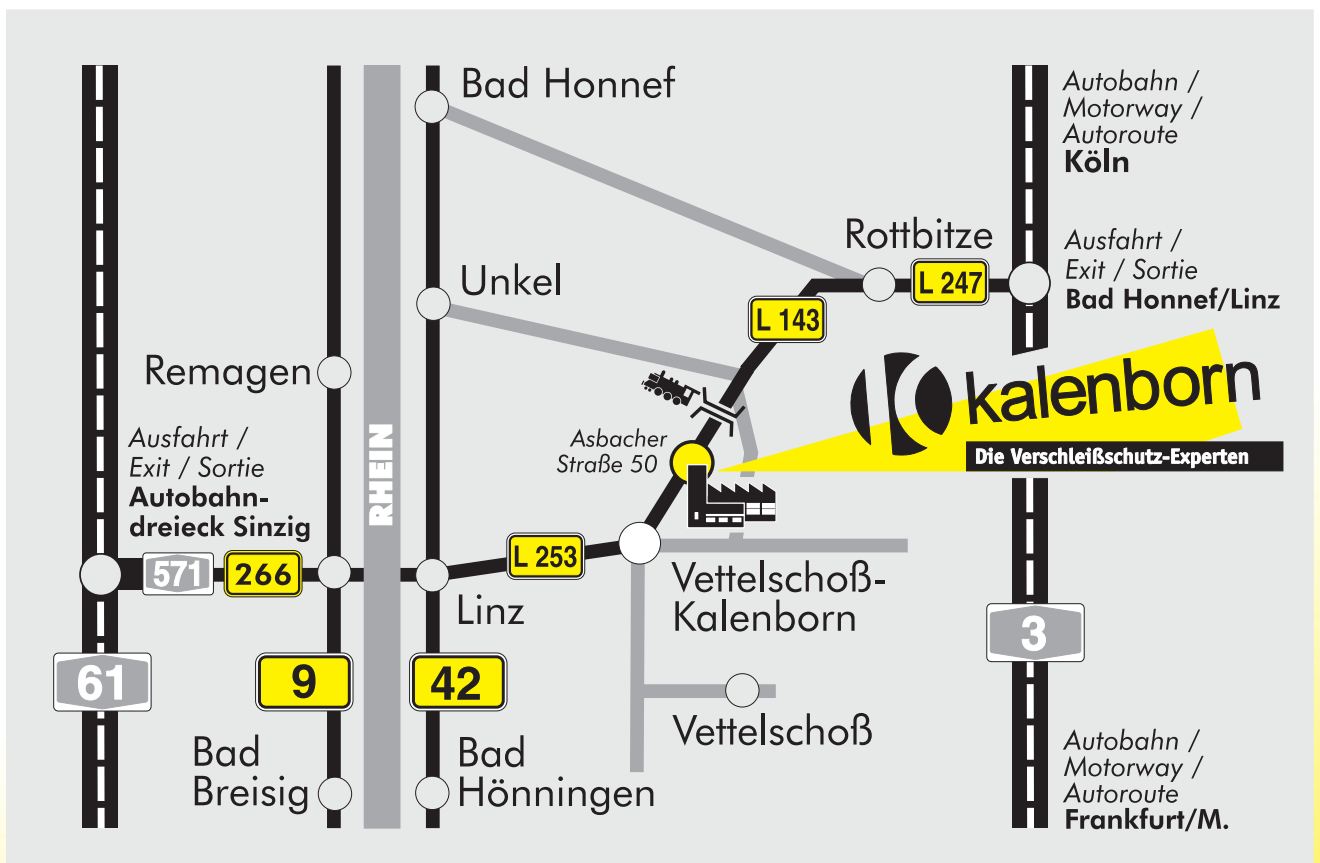 Bad Honnef
Autobahn /
Motorway /
Autoroute
Köln
Rottbitze
L 247
Ausfahrt /
Exit / Sortie
Bad Honnef/Linz
Unkel
L 143
Remagen
kalenborn
Die Verschleißschutz-Experten
Asbacher
Straße 50
Ausfahrt /
Exit / Sortie
Autobahn-
dreieck Sinzig
RHEIN
571
266
L 253
Linz
Vettelschoß-
Kalenborn
3
61
9
42
Vettelschoß
Bad
Breisig
Bad
Hönningen
Autobahn /
Motorway /
Autoroute
Frankfurt/M.